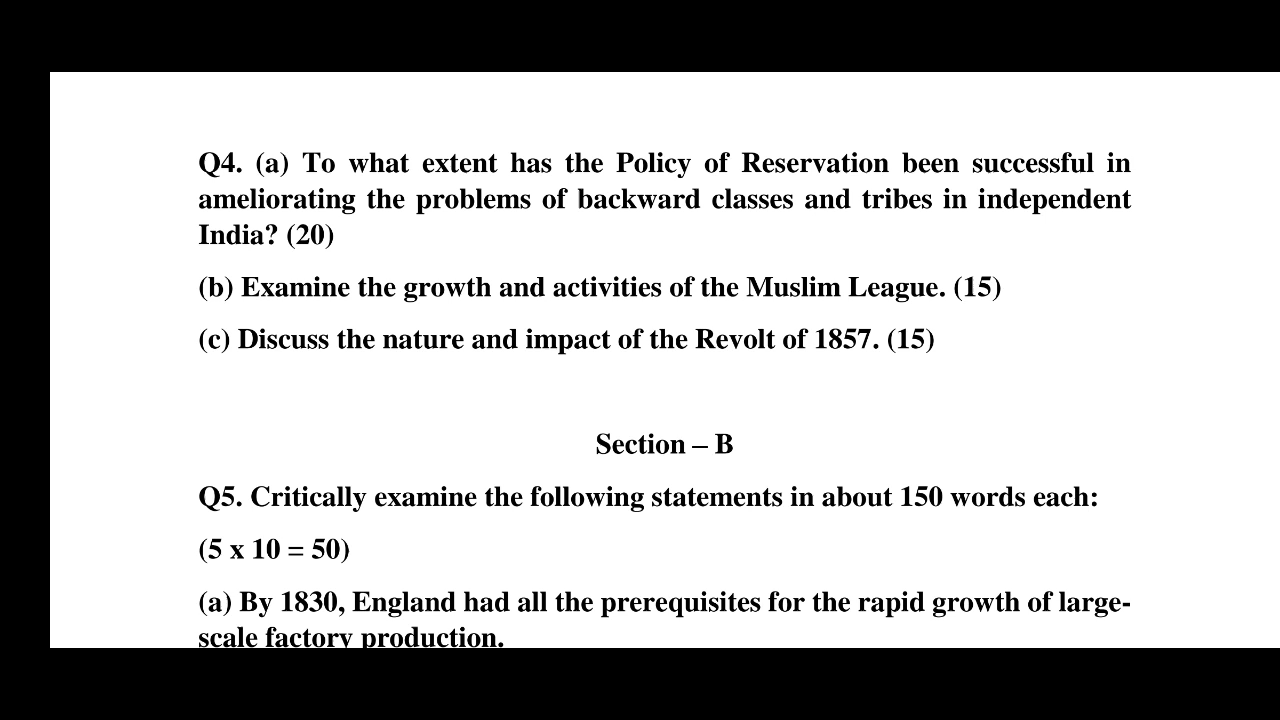 Q4. (a) To what extent has the Policy of Reservation been successful in
ameliorating the problems of backward classes and tribes in independent
India? (20)
(b) Examine the growth and activities of the Muslim League. (15)
(c) Discuss the nature and impact of the Revolt of 1857. (15)
Section – B
Q5. Critically examine the following statements in about 150 words each:
(5 x 10 = 50)
(a) By 1830, England had all the prerequisites for the rapid growth of large-
scale factory production.